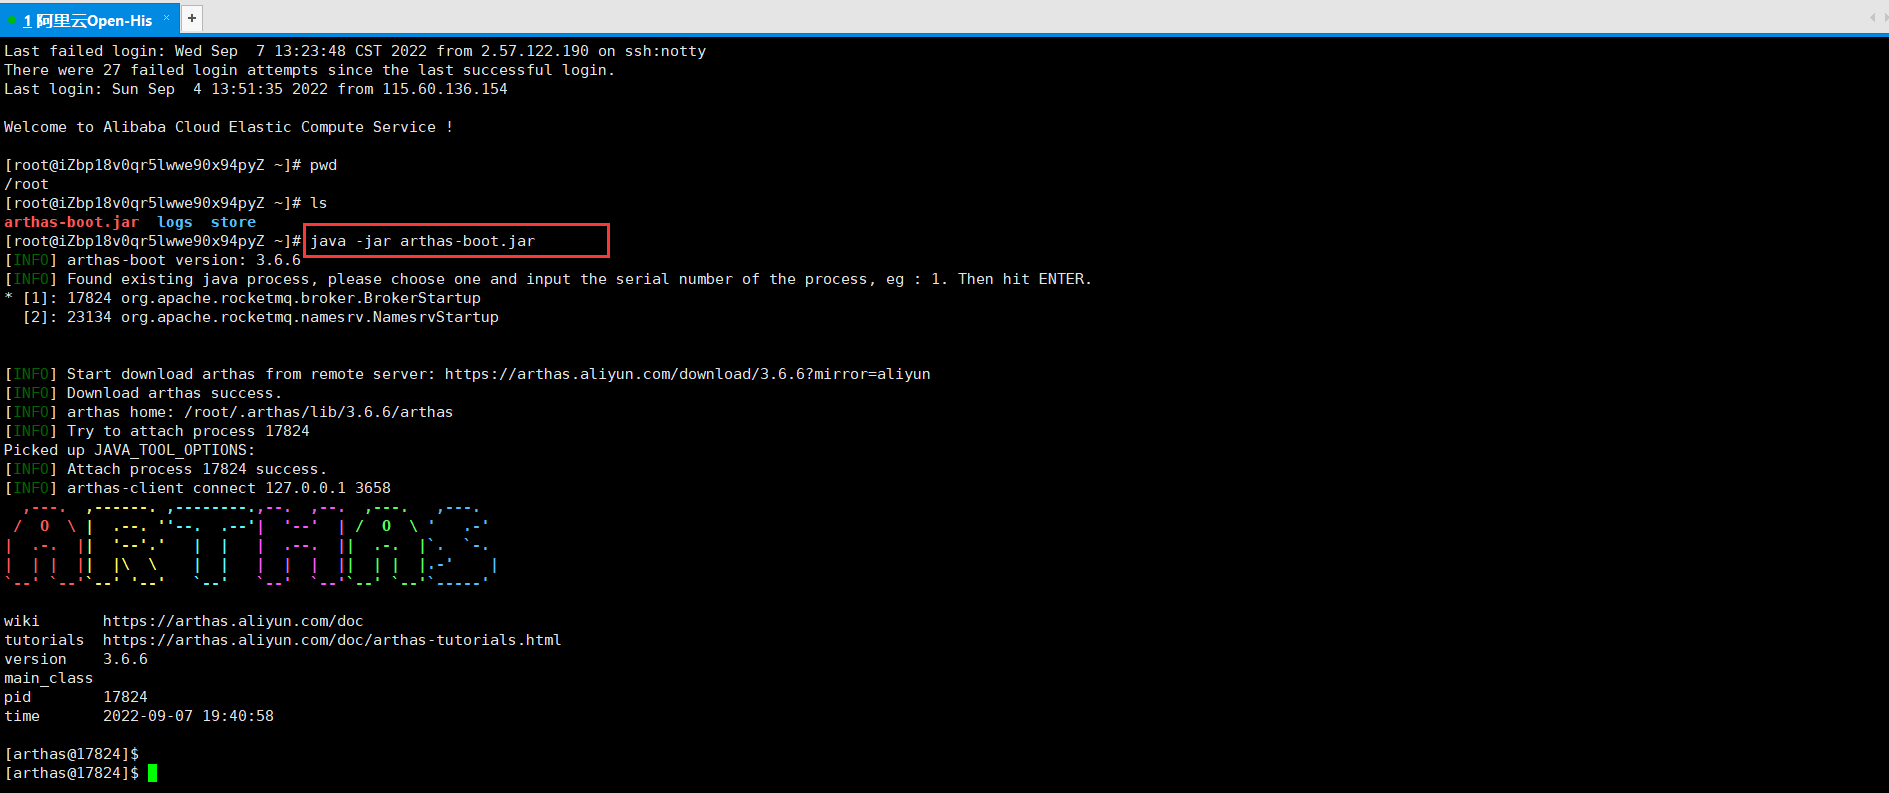 1 阿里云Open-His × +
Last failed login: Wed Sep  7 13:23:48 CST 2022 from 2.57.122.190 on ssh:notty
There were 27 failed login attempts since the last successful login.
Last login: Sun Sep  4 13:51:35 2022 from 115.60.136.154
Welcome to Alibaba Cloud Elastic Compute Service !
[root@iZbp18v0qr5lwwe90x94pyZ ~]# pwd
/root
[root@iZbp18v0qr5lwwe90x94pyZ ~]# ls
arthas-boot.jar  logs  store
[root@iZbp18v0qr5lwwe90x94pyZ ~]# java -jar arthas-boot.jar
[INFO] arthas-boot version: 3.6.6
[INFO] Found existing java process, please choose one and input the serial number of the process, eg : 1. Then hit ENTER.
* [1]: 17824 org.apache.rocketmq.broker.BrokerStartup
  [2]: 23134 org.apache.rocketmq.namesrv.NamesrvStartup
[INFO] Start download arthas from remote server: https://arthas.aliyun.com/download/3.6.6?mirror=aliyun
[INFO] Download arthas success.
[INFO] arthas home: /root/.arthas/lib/3.6.6/arthas
[INFO] Try to attach process 17824
Picked up JAVA_TOOL_OPTIONS:
[INFO] Attach process 17824 success.
[INFO] arthas-client connect 127.0.0.1 3658
ARTHAS
wiki       https://arthas.aliyun.com/doc
tutorials  https://arthas.aliyun.com/doc/arthas-tutorials.html
version    3.6.6
main_class
pid        17824
time       2022-09-07 19:40:58
[arthas@17824]$
[arthas@17824]$